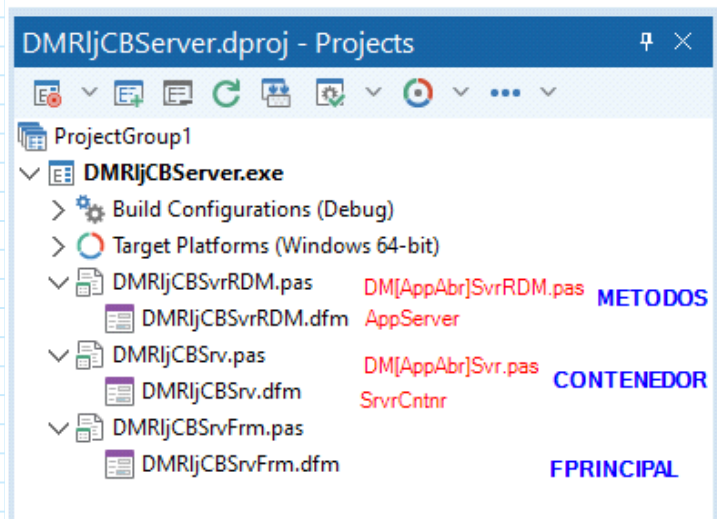 DMRljCBServer.dproj - Projects
ProjectGroup1
DMRljCBServer.exe
Build Configurations (Debug)
Target Platforms (Windows 64-bit)
DMRljCBSvrRDM.pas DM[AppAbr]SvrRDM.pas METODOS
DMRljCBSvrRDM.dfm AppServer
DMRljCBSrv.pas DM[AppAbr]Svr.pas CONTENEDOR
DMRljCBSrv.dfm SrvrCntnr
DMRljCBSrvFrm.pas
DMRljCBSrvFrm.dfm FPRINCIPAL